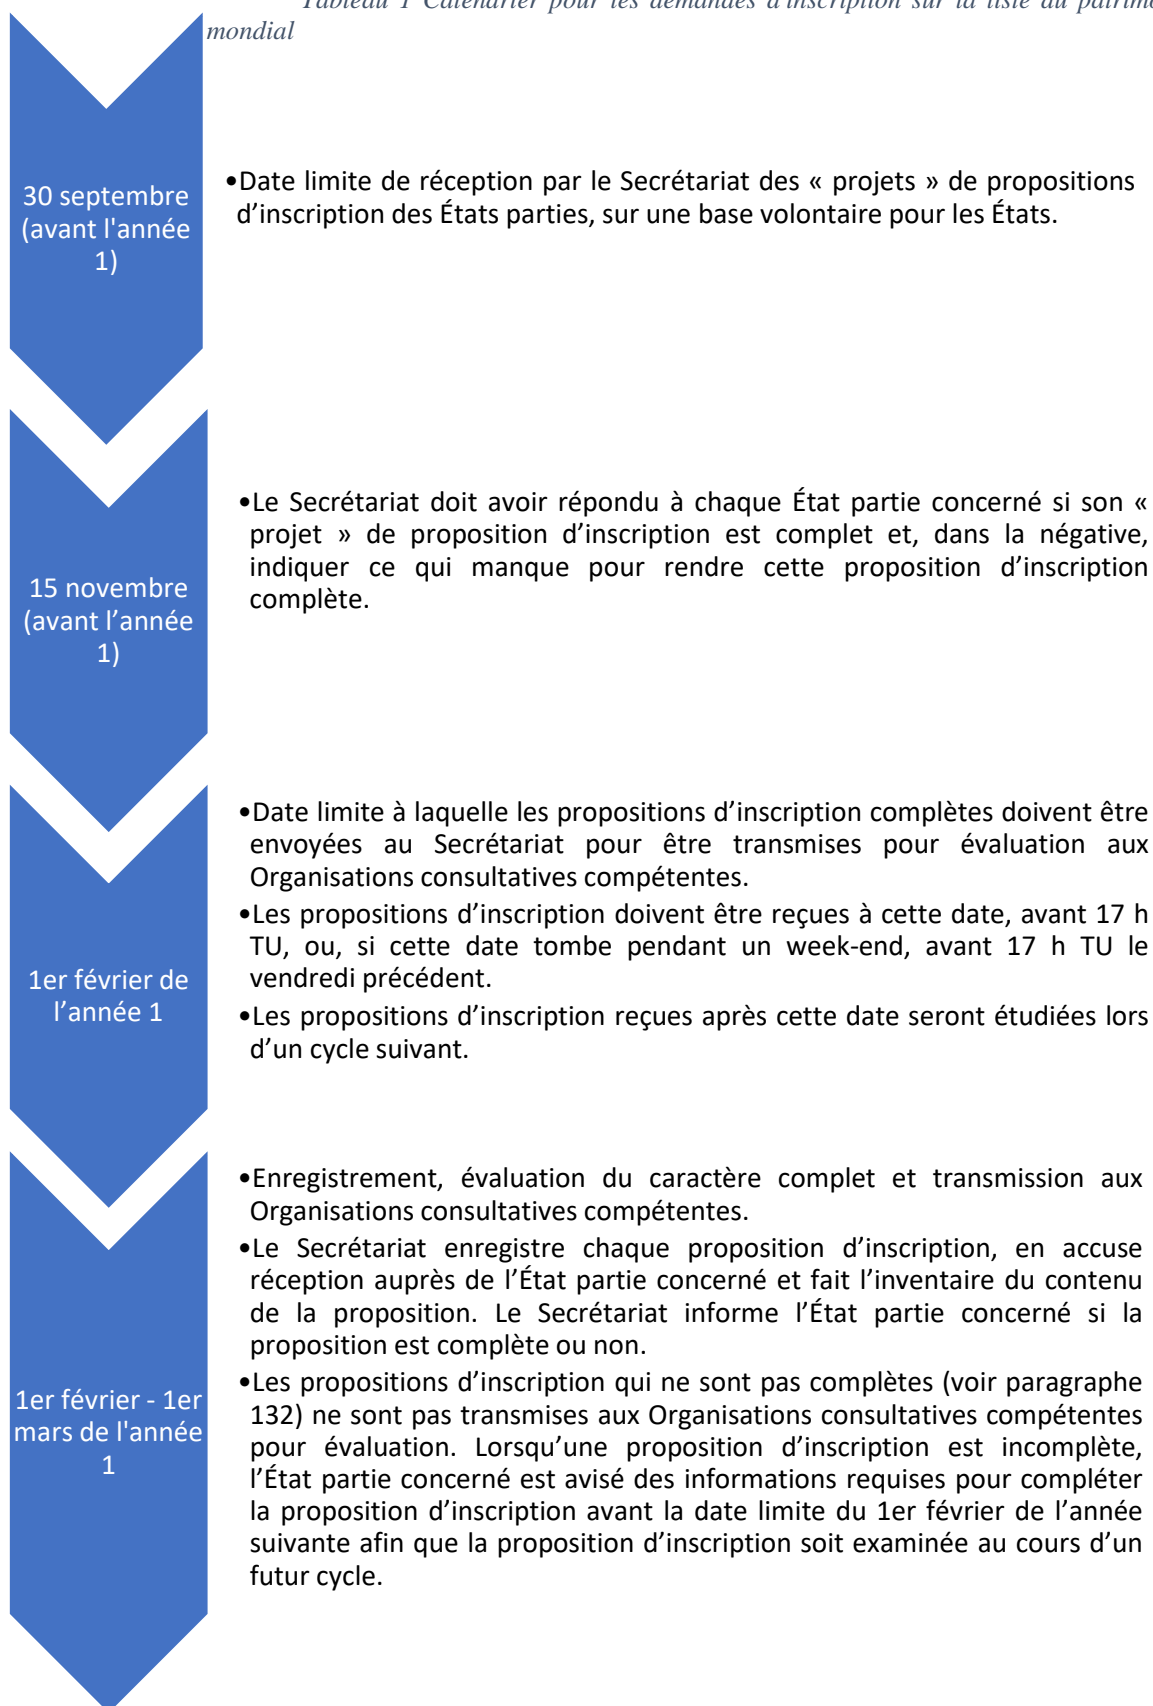 Tableau 1 Calendrier pour les demandes d'inscription sur la liste du
mondial
30 septembre
(avant l'année
1)
•Date limite de réception par le Secrétariat des « projets » de propositions
d’inscription des États parties, sur une base volontaire pour les États.
15 novembre
(avant l’année
1)
•Le Secrétariat doit avoir répondu à chaque État partie concerné si son «
projet » de proposition d’inscription est complet et, dans la négative,
indiquer ce qui manque pour rendre cette proposition d’inscription
complète.
1er février de
l’année 1
•Date limite à laquelle les propositions d’inscription complètes doivent être
envoyées au Secrétariat pour être transmises pour évaluation aux
Organisations consultatives compétentes.
•Les propositions d’inscription doivent être reçues à cette date, avant 17 h
TU, ou, si cette date tombe pendant un week-end, avant 17 h TU le
vendredi précédent.
•Les propositions d’inscription reçues après cette date seront étudiées lors
d’un cycle suivant.
1er février - 1er
mars de l'année
1
•Enregistrement, évaluation du caractère complet et transmission aux
Organisations consultatives compétentes.
•Le Secrétariat enregistre chaque proposition d’inscription, en accuse
réception auprès de l’État partie concerné et fait l’inventaire du contenu
de la proposition. Le Secrétariat informe l’État partie concerné si la
proposition est complète ou non.
•Les propositions d’inscription qui ne sont pas complètes (voir paragraphe
132) ne sont pas transmises aux Organisations consultatives compétentes
pour évaluation. Lorsqu’une proposition d’inscription est incomplète,
l’État partie concerné est avisé des informations requises pour compléter
la proposition d’inscription avant la date limite du 1er février de l’année
suivante afin que la proposition d’inscription soit examinée au cours d’un
futur cycle.